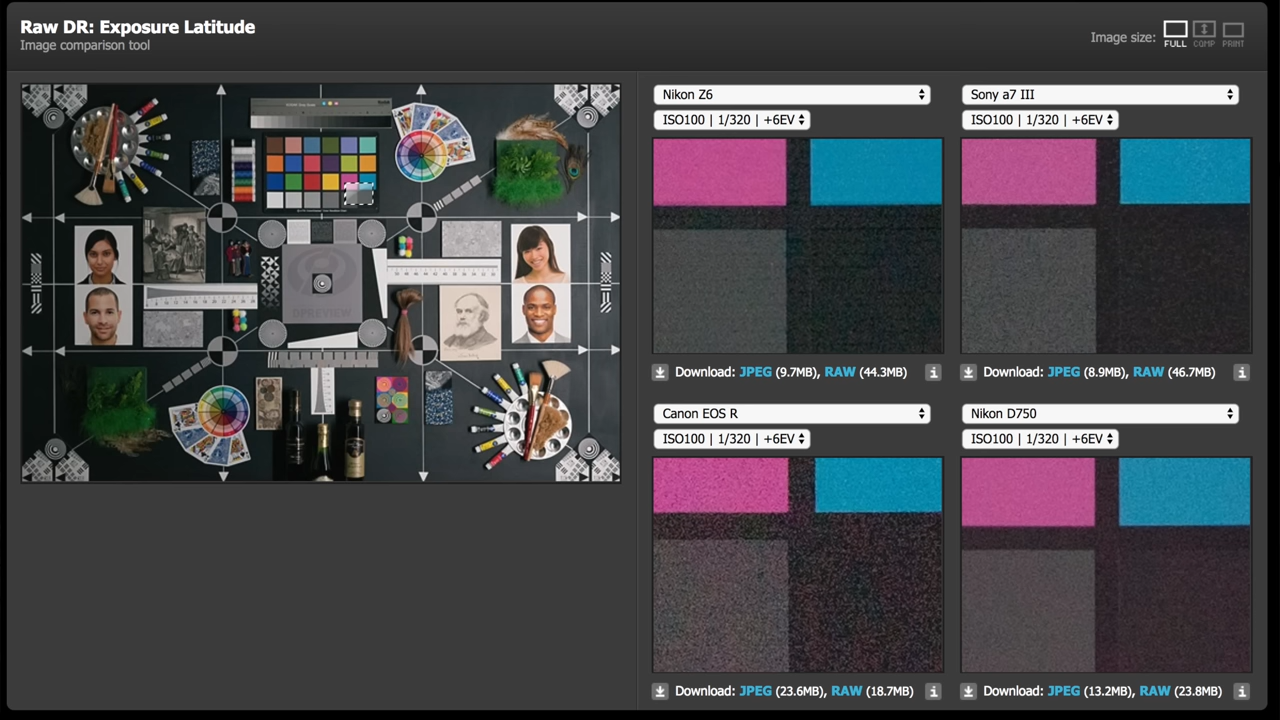 Raw DR: Exposure Latitude
Image comparison tool
Image size:
FULL COMP PRINT
Nikon Z6
ISO100 | 1/320 | +6EV
Sony a7 III
ISO100 | 1/320 | +6EV
Download: JPEG (9.7MB), RAW (44.3MB)
Download: JPEG (8.9MB), RAW (46.7MB)
Canon EOS R
ISO100 | 1/320 | +6EV
Nikon D750
ISO100 | 1/320 | +6EV
Download: JPEG (23.6MB), RAW (18.7MB)
Download: JPEG (13.2MB), RAW (23.8MB)
DPREVIEW